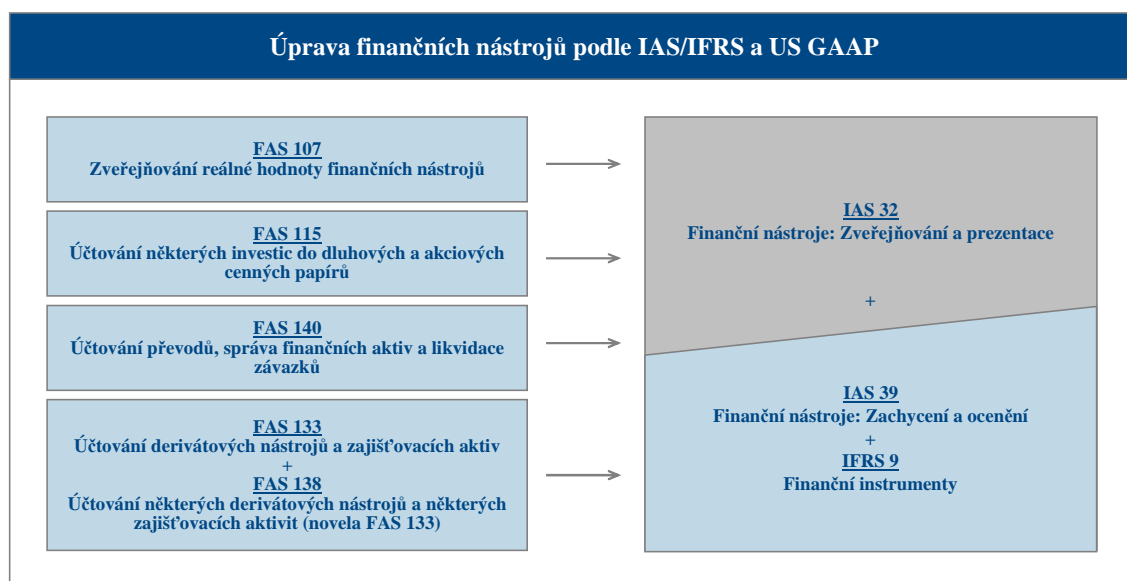 Úprava finančních nástrojů podle IAS/IFRS a US GAAP
FAS 107
Zveřejňování reálné hodnoty finančních nástrojů
FAS 115
Účtování některých investic do dluhových a akciových
cenných papírů
FAS 140
Účtování převodů, správa finančních aktiv a likvidace
závazků
FAS 133
Účtování derivátových nástrojů a zajišťovacích aktiv
+
FAS 138
Účtování některých derivátových nástrojů a některých
zajišťovacích aktivit (novela FAS 133)
IAS 32
Finanční nástroje: Zveřejňování a prezentace
+
IAS 39
Finanční nástroje: Zachycení a ocenění
+
IFRS 9
Finanční instrumenty